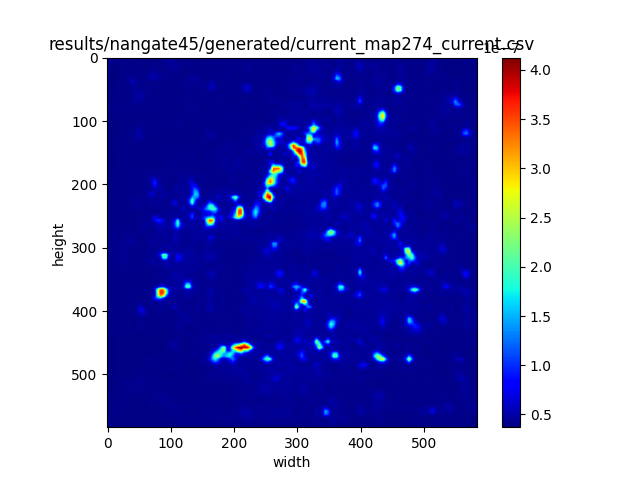 results/nangate45/generated/current_map274_current.csv
1e−7
0
100
200
300
400
500
height
0 100 200 300 400 500
width
4.0
3.5
3.0
2.5
2.0
1.5
1.0
0.5